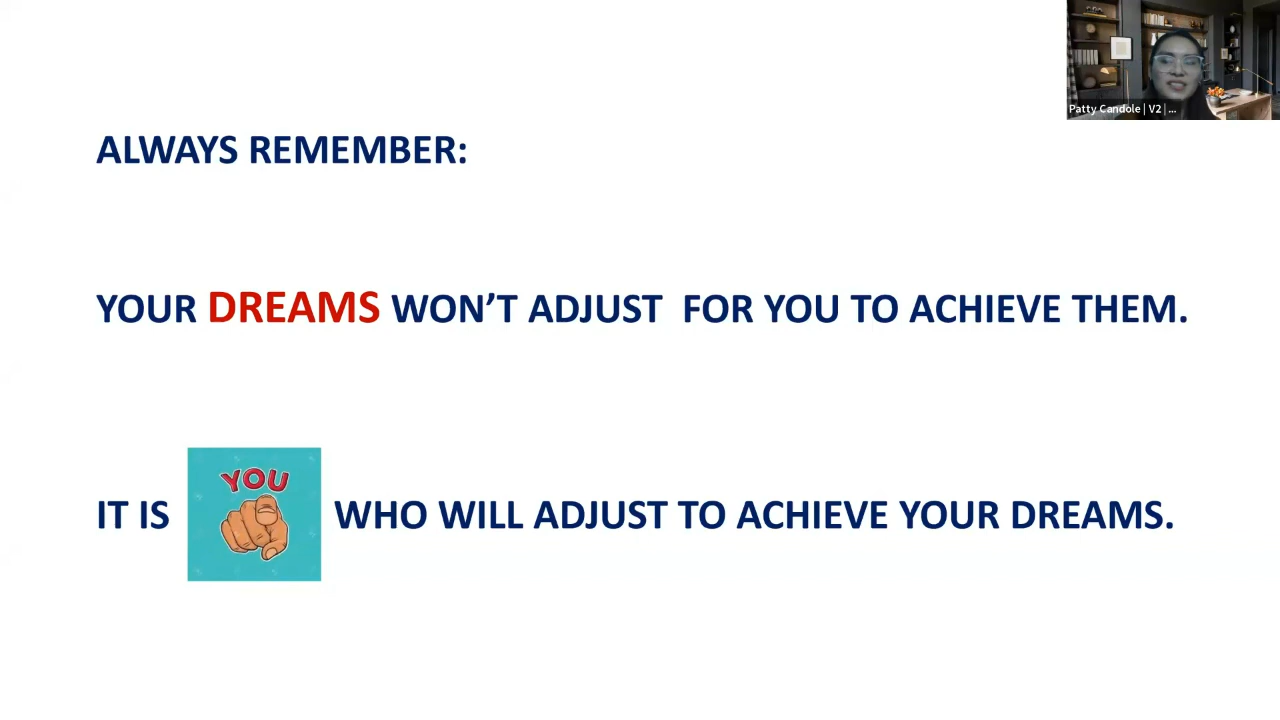 Patty Candole | V2 | ...
ALWAYS REMEMBER:
YOUR DREAMS WON’T ADJUST FOR YOU TO ACHIEVE THEM.
IT IS YOU WHO WILL ADJUST TO ACHIEVE YOUR DREAMS.